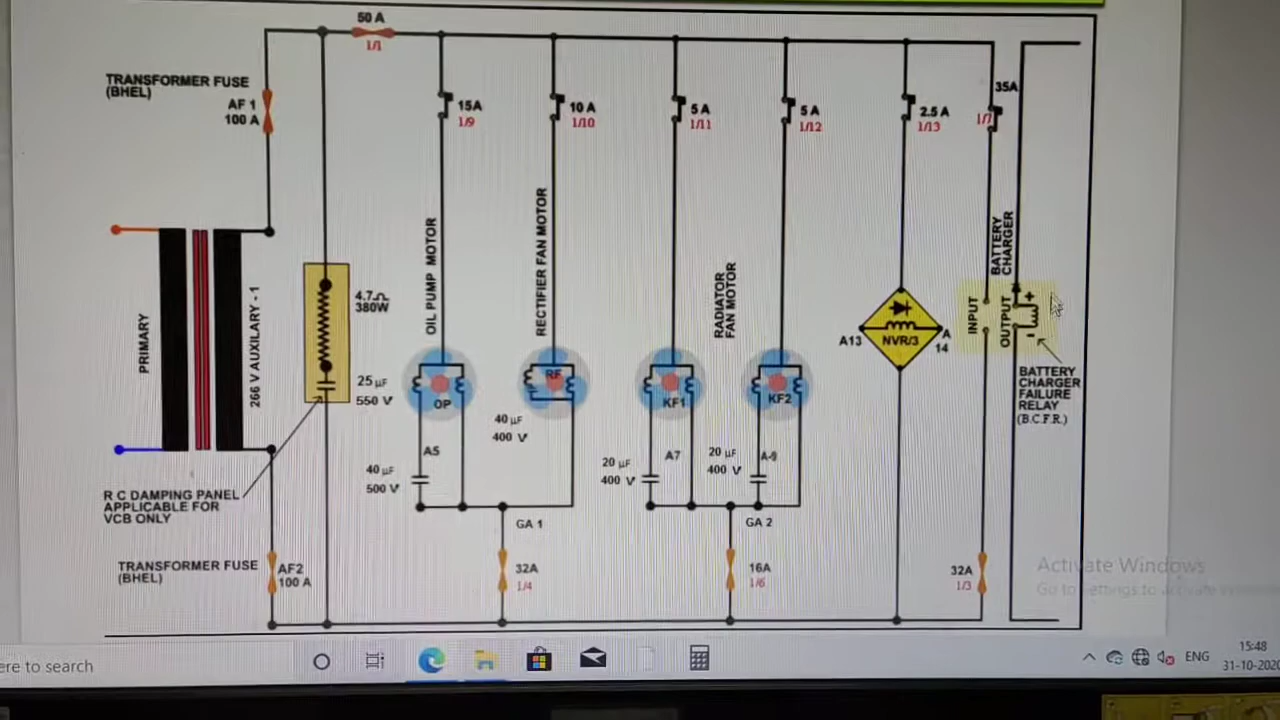 50 A
1/1
TRANSFORMER FUSE
(BHEL)
AF 1
100 A
15A
1/9
10 A
1/10
5 A
1/11
5 A
1/12
2.5 A
1/13
35A
1/7
PRIMARY
266 V AUXILARY - 1
4.7Ω
380W
25 µF
550 V
OIL PUMP MOTOR
RECTIFIER FAN MOTOR
RADIATOR
FAN MOTOR
BATTERY
CHARGER
INPUT
OUTPUT
+
-
OP
RF
KF1
KF2
A13
NVR/3
A
14
BATTERY
CHARGER
FAILURE
RELAY
(B.C.F.R.)
40 µF
400 V
A5
40 µF
500 V
20 µF
400 V
A7
20 µF
400 V
A-9
R C DAMPING PANEL
APPLICABLE FOR
VCB ONLY
GA 1
GA 2
TRANSFORMER FUSE
(BHEL)
AF2
100 A
32A
1/4
16A
1/6
32A
1/3
Activate Windows
Go to Settings to activate
ere to search
ENG
15:48
31-10-2020